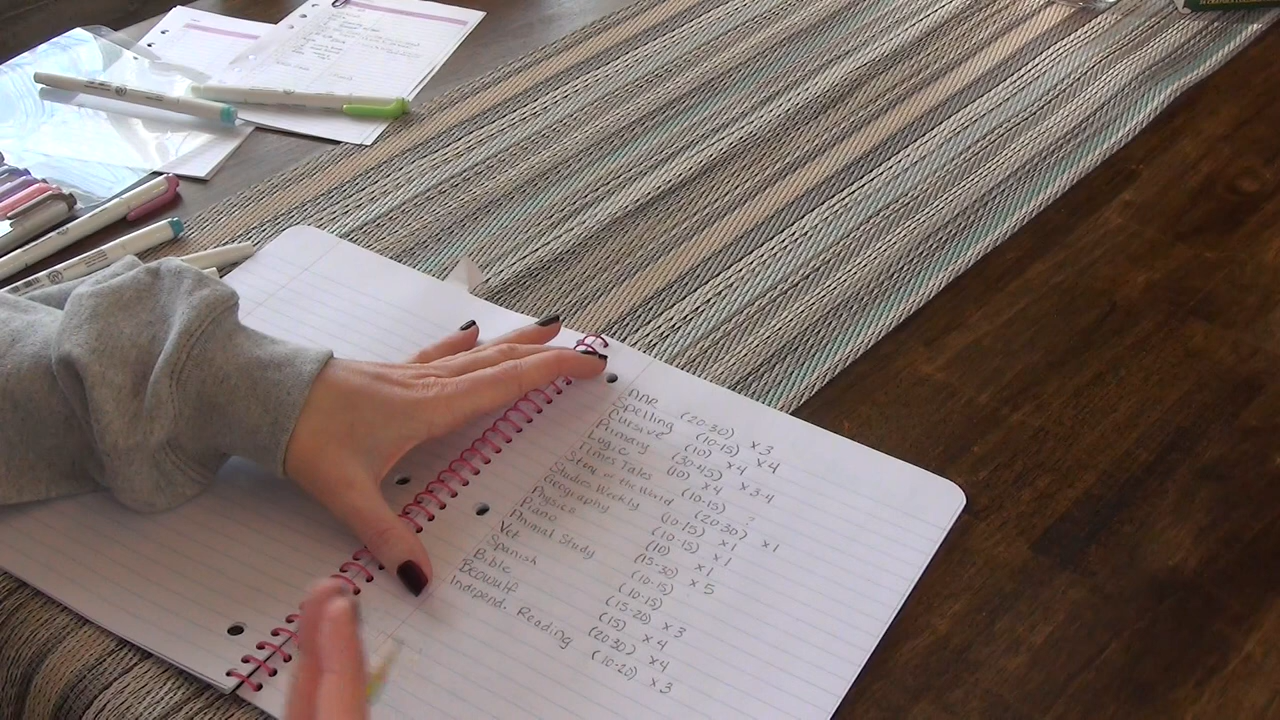 AAR (20-30) x3
Spelling (10-15) x4
Cursive (10) x4
Primary (30-45) x3-4
Logic (10) x4
Times Tales (10-15) ?
Story of the World (20-30) x1
Studies Weekly (10-15) x1
Geography (10-15) x1
Physics (10) x1
Piano (15-30) x5
Animal Study (10-15)
Vet (10-15)
Spanish (15-20) x3
Bible (15) x4
Beowulf (20-30) x4
Independ. Reading (10-20) x3